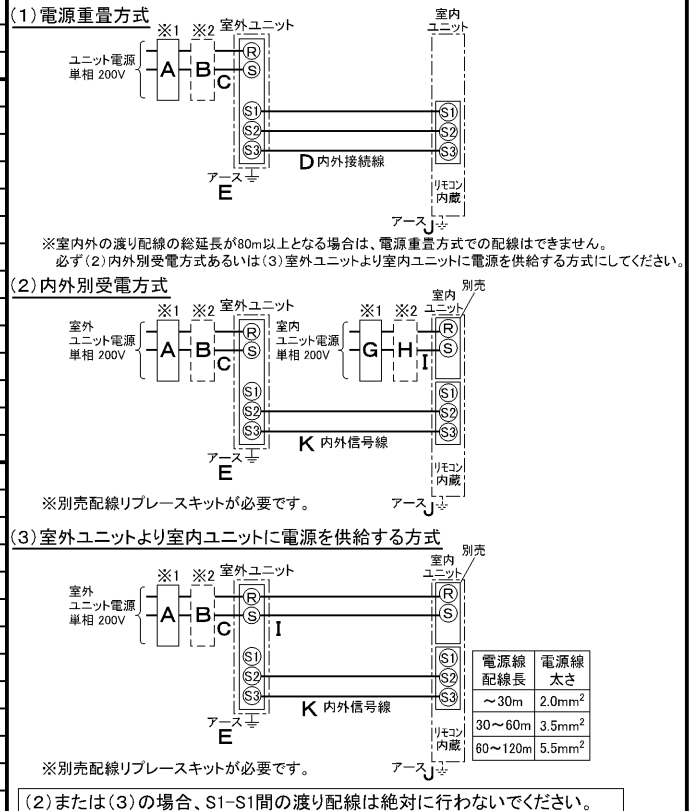 (1)電源重畳方式
※1 ※2 室外ユニット
室内
ユニット
ユニット電源
単相 200V
A B C
R
S
S1 S1
S2 S2
S3 S3
D 内外接続線
アース
E
リモコン
内蔵
アース J
※室内外の渡り配線の総延長が80m以上となる場合は、電源重畳方式での配線はできません。
必ず(2)内外別受電方式あるいは(3)室外ユニットより室内ユニットに電源を供給する方式にしてください。
(2)内外別受電方式
※1 ※2 室外ユニット
※1 ※2
室内
ユニット
別売
室外
ユニット電源
単相 200V
A B C
室内
ユニット電源
単相 200V
G H I
R R
S S
S1 S1
S2 S2
S3 S3
K 内外信号線
アース
E
リモコン
内蔵
※別売配線リプレースキットが必要です。
アース J
(3)室外ユニットより室内ユニットに電源を供給する方式
※1 ※2 室外ユニット
室内
ユニット
別売
室外
ユニット電源
単相 200V
A B C
R R
S I S
S1 S1
S2 S2
S3 S3
K 内外信号線
アース
E
リモコン
内蔵
※別売配線リプレースキットが必要です。
アース J
電源線
配線長
電源線
太さ
~30m 2.0mm²
30~60m 3.5mm²
60~120m 5.5mm²
(2)または(3)の場合、S1-S1間の渡り配線は絶対に行わないでください。